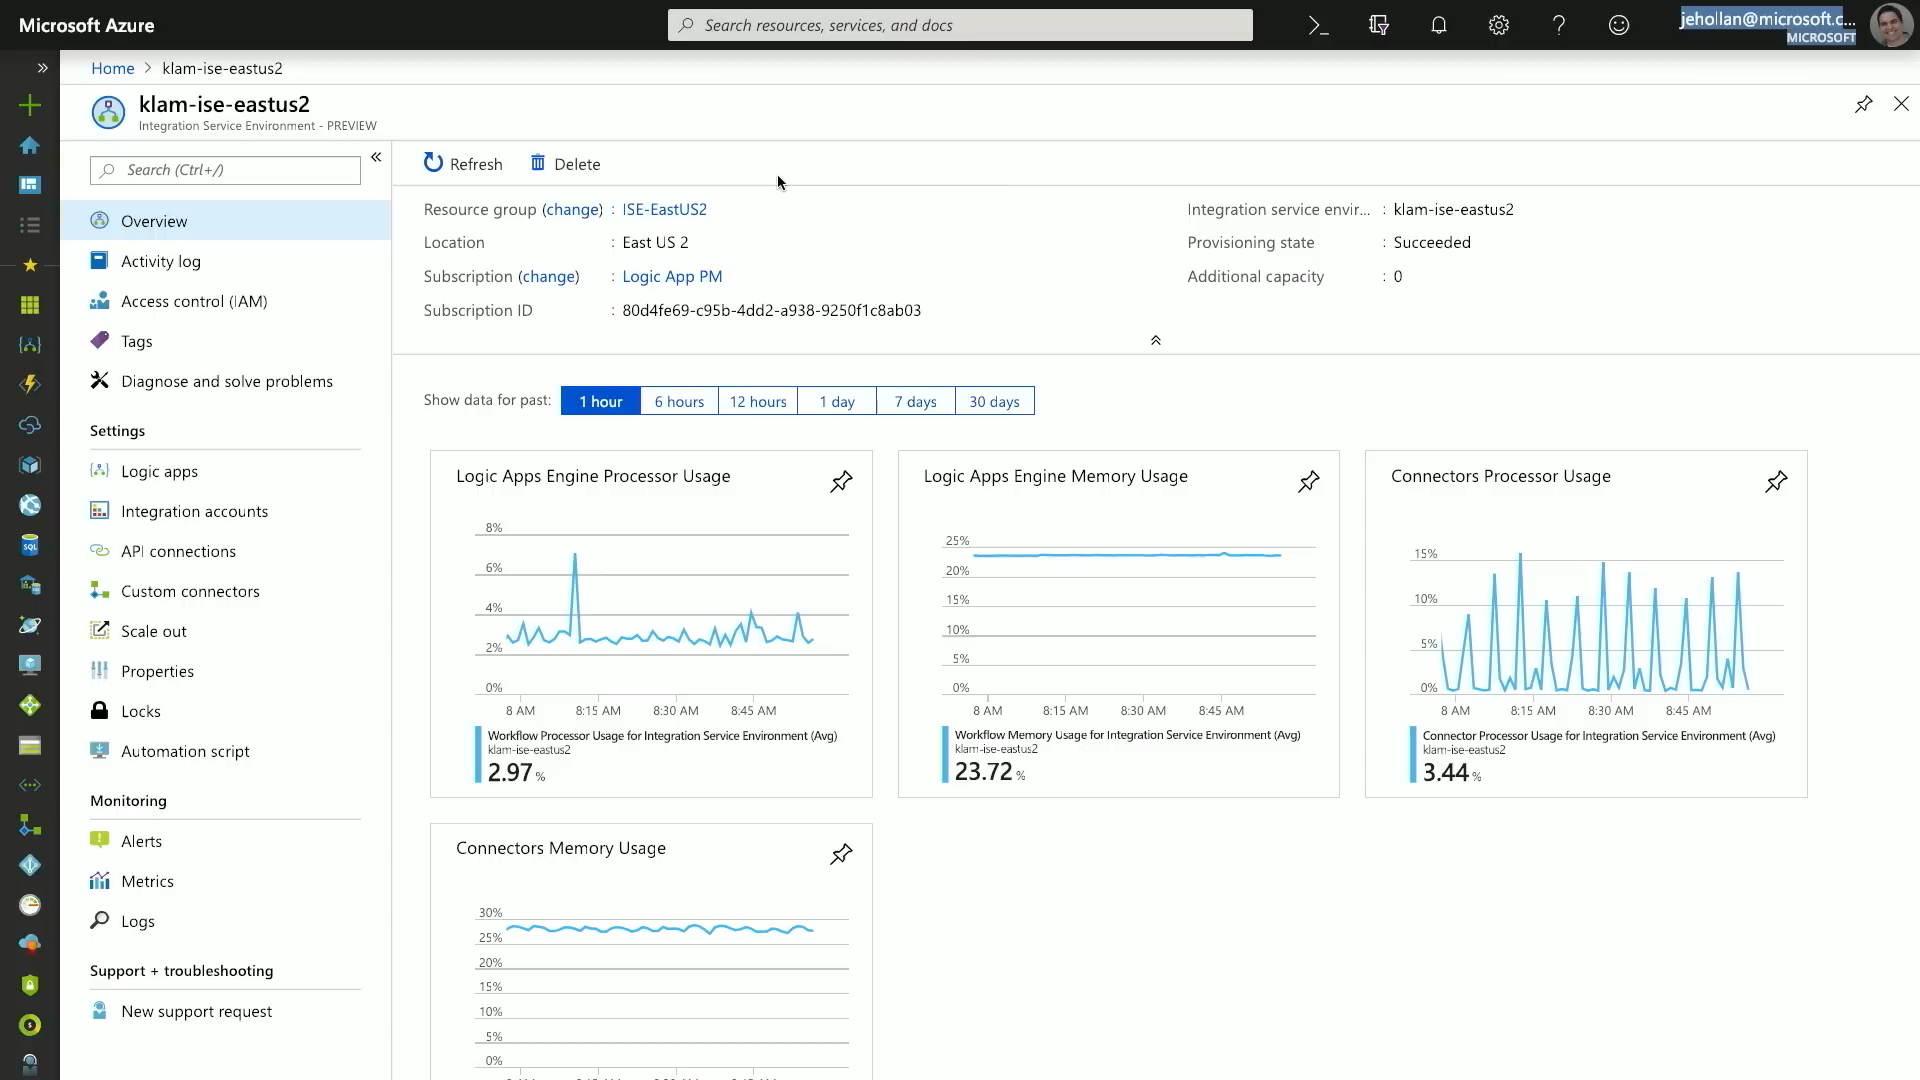 Microsoft Azure
Search resources, services, and docs
jehollan@microsoft.c...
MICROSOFT
Home > klam-ise-eastus2
klam-ise-eastus2
Integration Service Environment - PREVIEW
Search (Ctrl+/)
Overview
Activity log
Access control (IAM)
Tags
Diagnose and solve problems
Settings
Logic apps
Integration accounts
API connections
Custom connectors
Scale out
Properties
Locks
Automation script
Monitoring
Alerts
Metrics
Logs
Support + troubleshooting
New support request
Refresh
Delete
Resource group (change) : ISE-EastUS2
Location : East US 2
Subscription (change) : Logic App PM
Subscription ID : 80d4fe69-c95b-4dd2-a938-9250f1c8ab03
Integration service envir... : klam-ise-eastus2
Provisioning state : Succeeded
Additional capacity : 0
Show data for past: 1 hour 6 hours 12 hours 1 day 7 days 30 days
Logic Apps Engine Processor Usage
8%
6%
4%
2%
0%
8 AM 8:15 AM 8:30 AM 8:45 AM
Workflow Processor Usage for Integration Service Environment (Avg)
klam-ise-eastus2
2.97 %
Logic Apps Engine Memory Usage
25%
20%
15%
10%
5%
0%
8 AM 8:15 AM 8:30 AM 8:45 AM
Workflow Memory Usage for Integration Service Environment (Avg)
klam-ise-eastus2
23.72 %
Connectors Processor Usage
15%
10%
5%
0%
8 AM 8:15 AM 8:30 AM 8:45 AM
Connector Processor Usage for Integration Service Environment (Avg)
klam-ise-eastus2
3.44 %
Connectors Memory Usage
30%
25%
20%
15%
10%
5%
0%